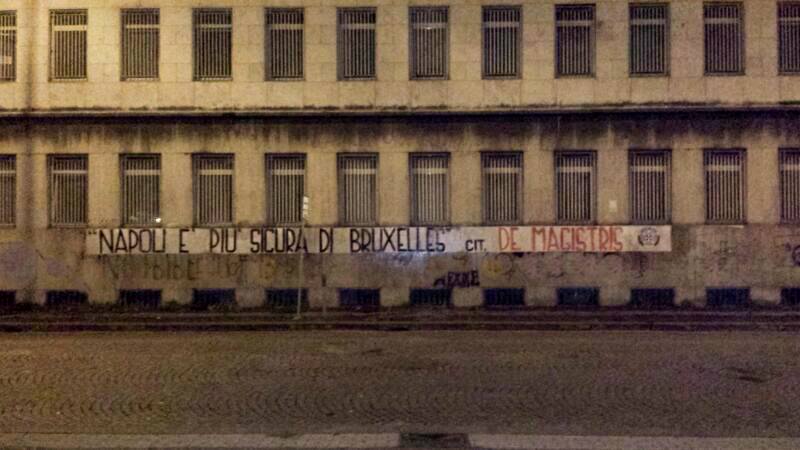 "NAPOLI E' PIU' SICURA DI BRUXELLES" CIT. DE MAGISTRIS